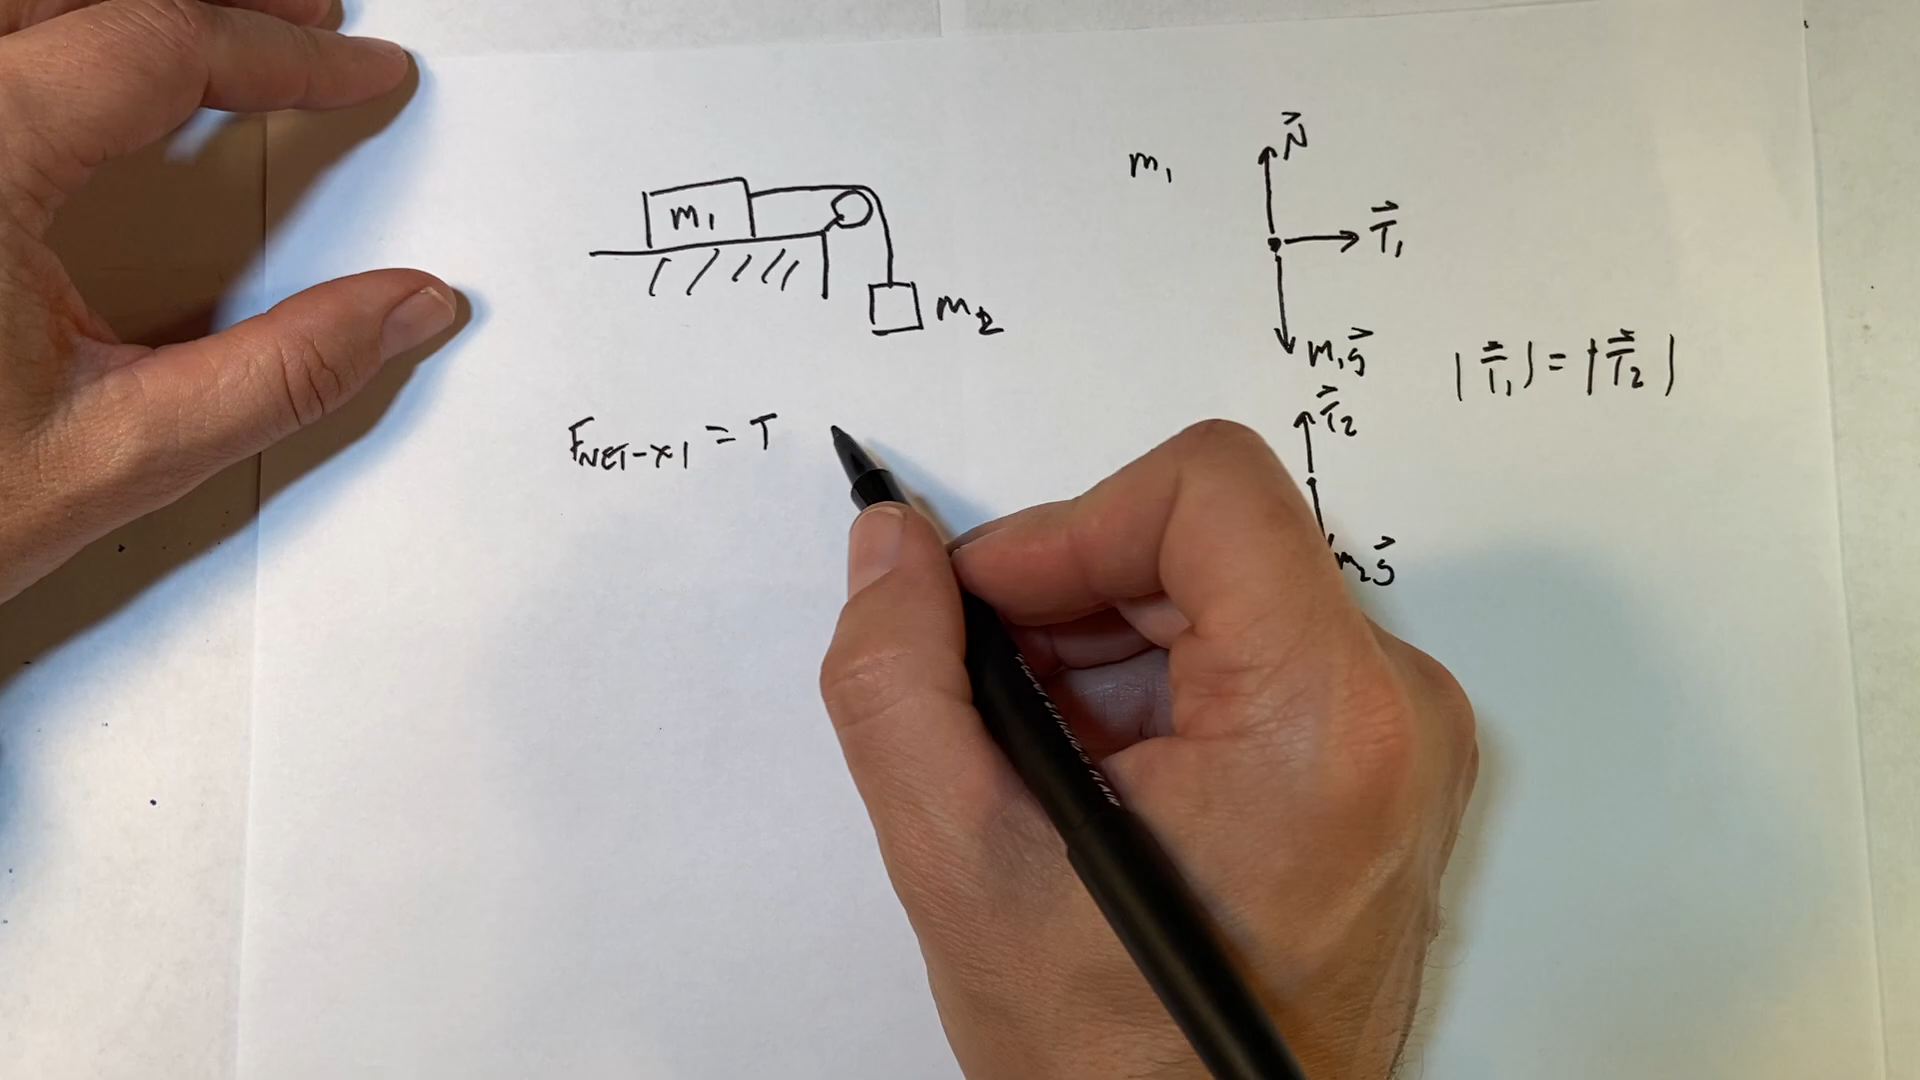 m₁
m₂
F_NET-x1 = T
m₁
N⃗
T⃗₁
m₁g⃗
|T⃗₁| = |T⃗₂|
T⃗₂
m₂g⃗